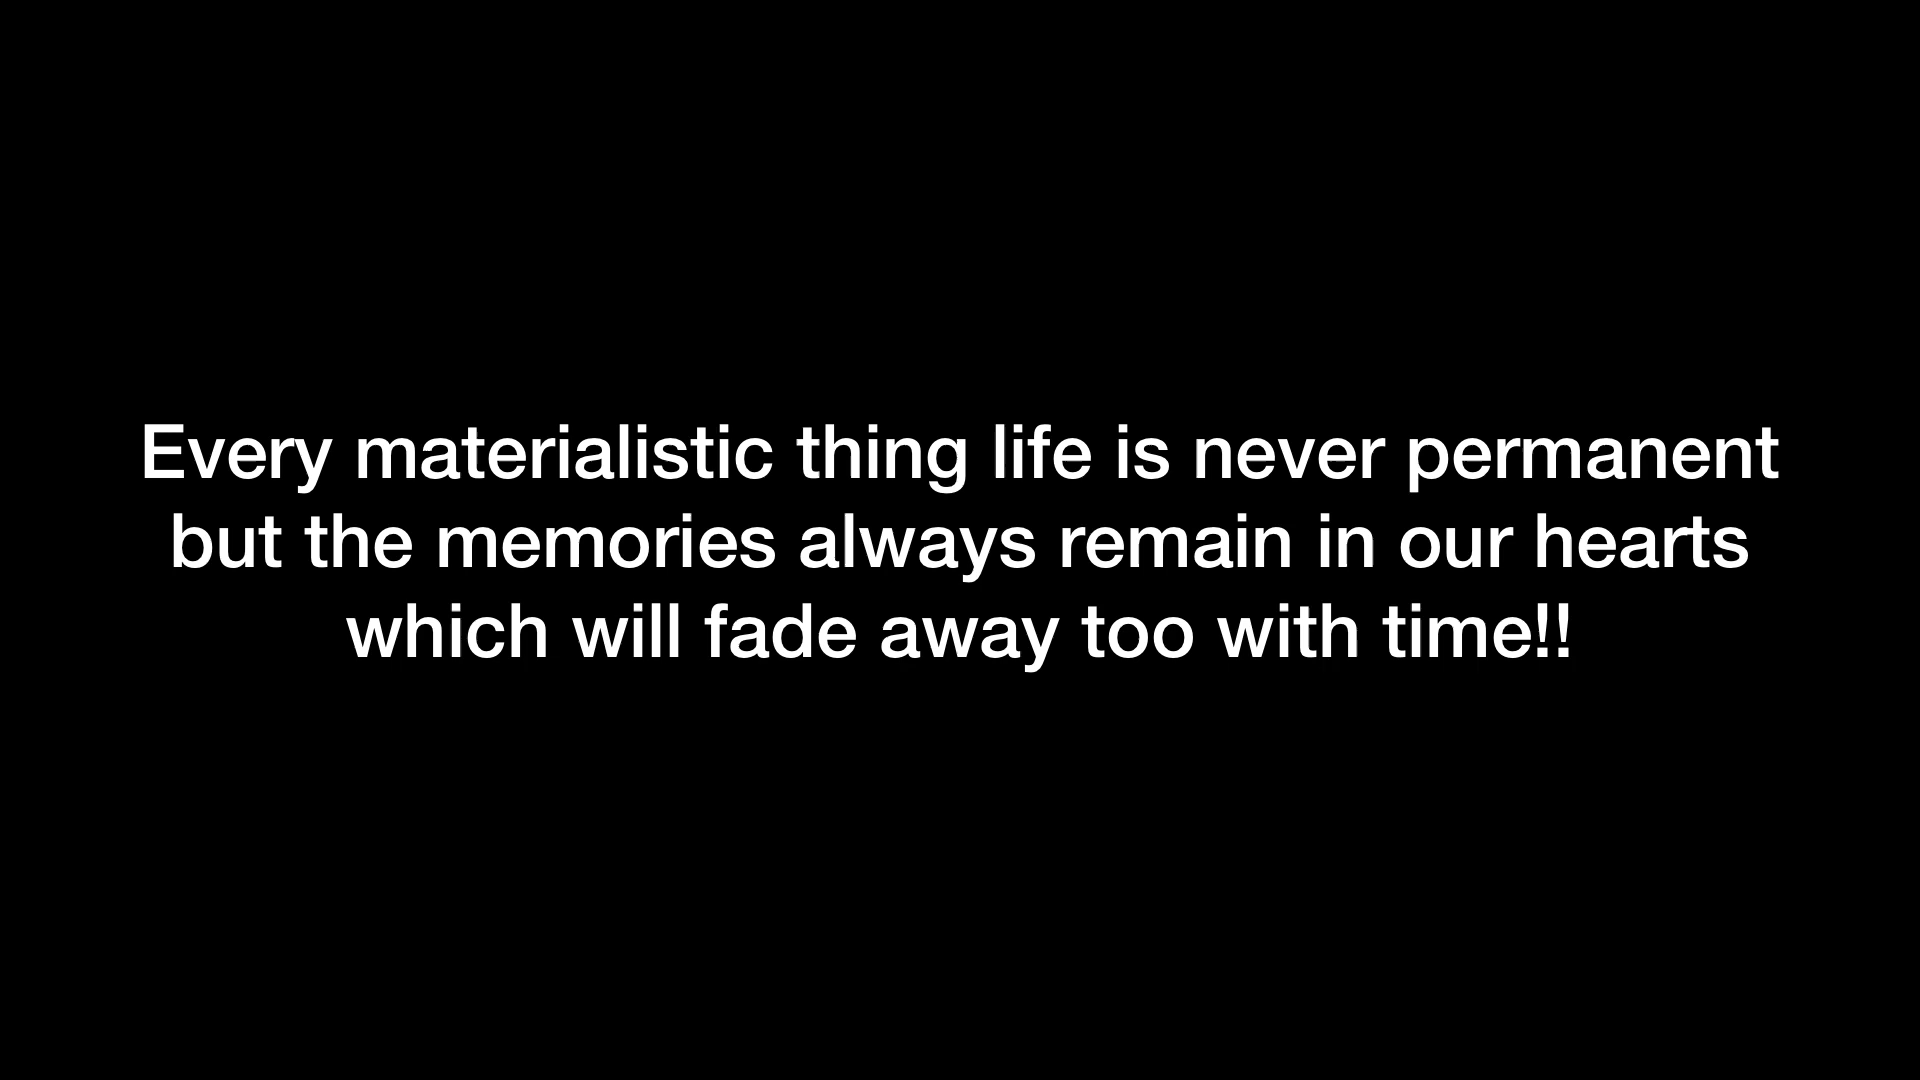 Every materialistic thing life is never permanent
but the memories always remain in our hearts
which will fade away too with time!!